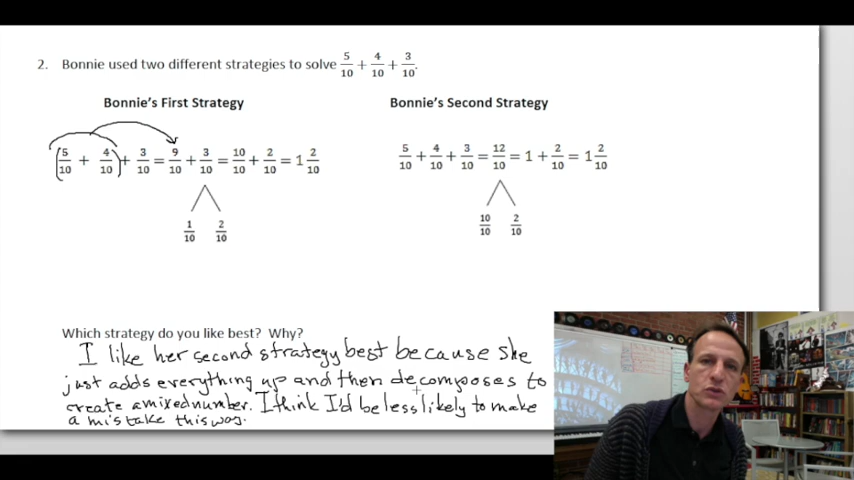 2. Bonnie used two different strategies to solve 5/10 + 4/10 + 3/10.
Bonnie's First Strategy
(5/10 + 4/10) + 3/10 = 9/10 + 3/10 = 10/10 + 2/10 = 1 2/10
1/10 2/10
Bonnie's Second Strategy
5/10 + 4/10 + 3/10 = 12/10 = 1 + 2/10 = 1 2/10
10/10 2/10
Which strategy do you like best? Why?
I like her second strategy best because she
just adds everything up and then decomposes to
create a mixed number. I think I'd be less likely to make
a mistake this way.